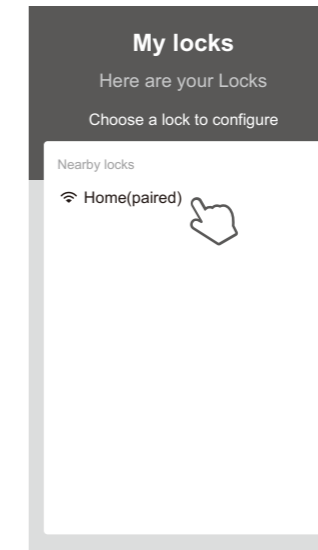 My locks
Here are your Locks
Choose a lock to configure
Nearby locks
Home(paired)